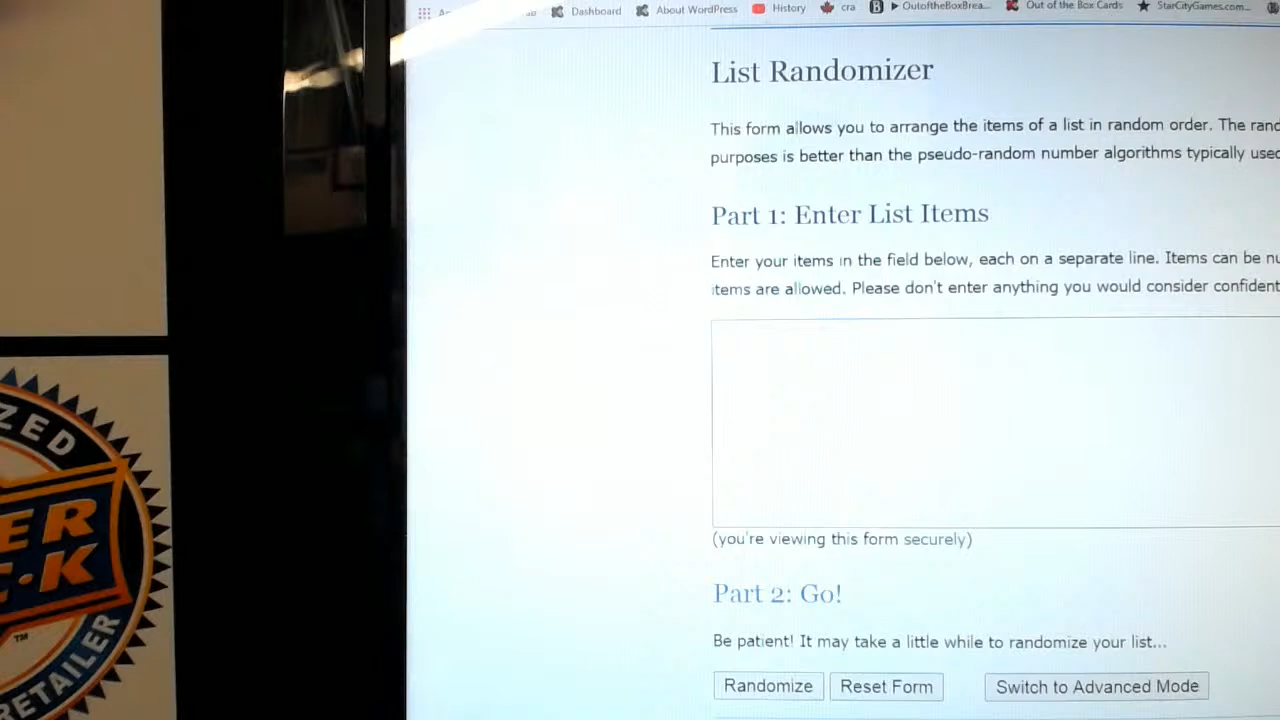 Dashboard About WordPress History cra B ▶ OutoftheBoxBrea... Out of the Box Cards StarCityGames.com...
List Randomizer
This form allows you to arrange the items of a list in random order. The
purposes is better than the pseudo-random number algorithms typically used
Part 1: Enter List Items
Enter your items in the field below, each on a separate line. Items can be
items are allowed. Please don't enter anything you would consider
(you're viewing this form securely)
Part 2: Go!
Be patient! It may take a little while to randomize your list...
Randomize Reset Form Switch to Advanced Mode
RETAILER